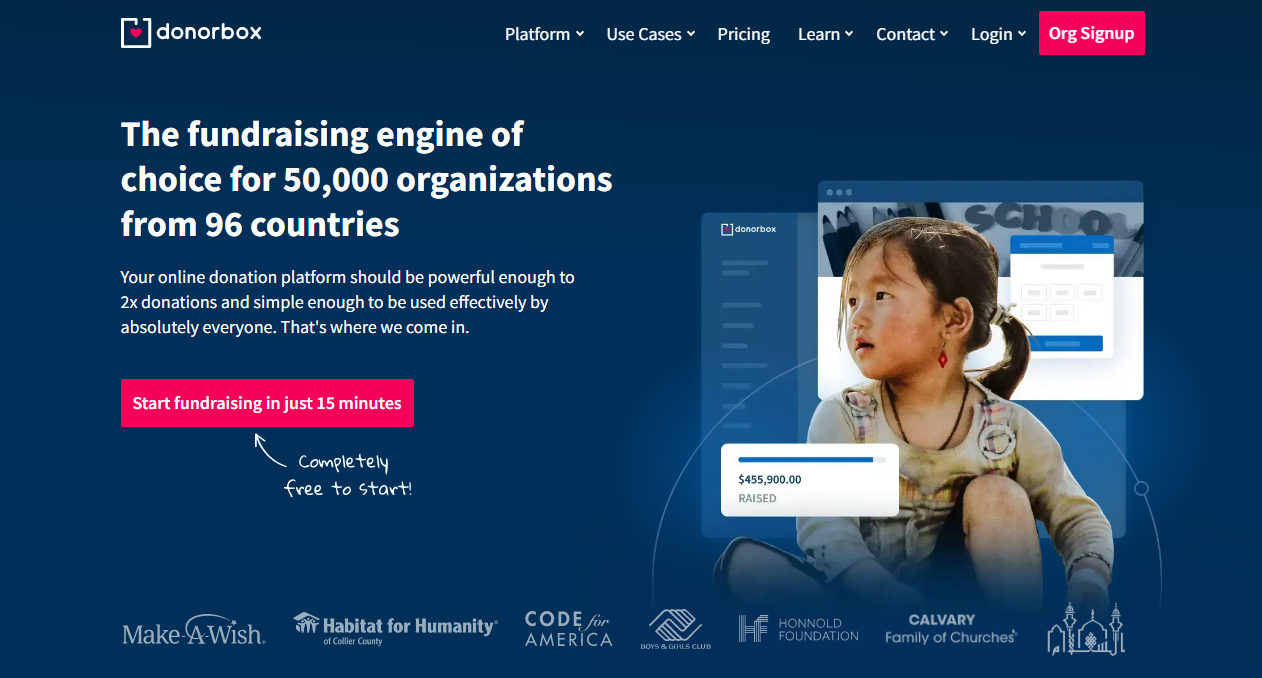 donorbox
Platform
Use Cases
Pricing
Learn
Contact
Login
Org Signup
The fundraising engine of
choice for 50,000 organizations
from 96 countries
Your online donation platform should be powerful enough to
2x donations and simple enough to be used effectively by
absolutely everyone. That's where we come in.
Start fundraising in just 15 minutes
Completely
free to start!
SCHOOL
donorbox
$455,900.00
RAISED
Make-A-Wish.
Habitat for Humanity®
of Collier County
CODE for
AMERICA
BOYS & GIRLS CLUB
HONNOLD
FOUNDATION
CALVARY
Family of Churches®